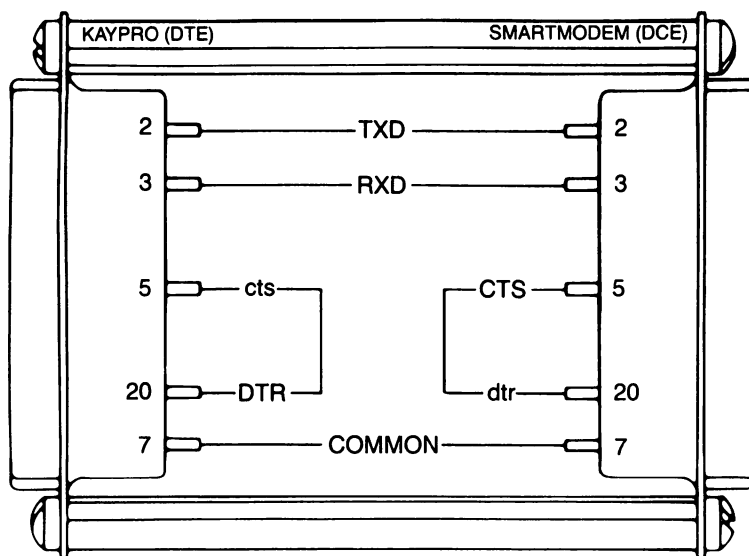 KAYPRO (DTE) SMARTMODEM (DCE)
2 TXD 2
3 RXD 3
5 cts CTS 5
20 DTR dtr 20
7 COMMON 7